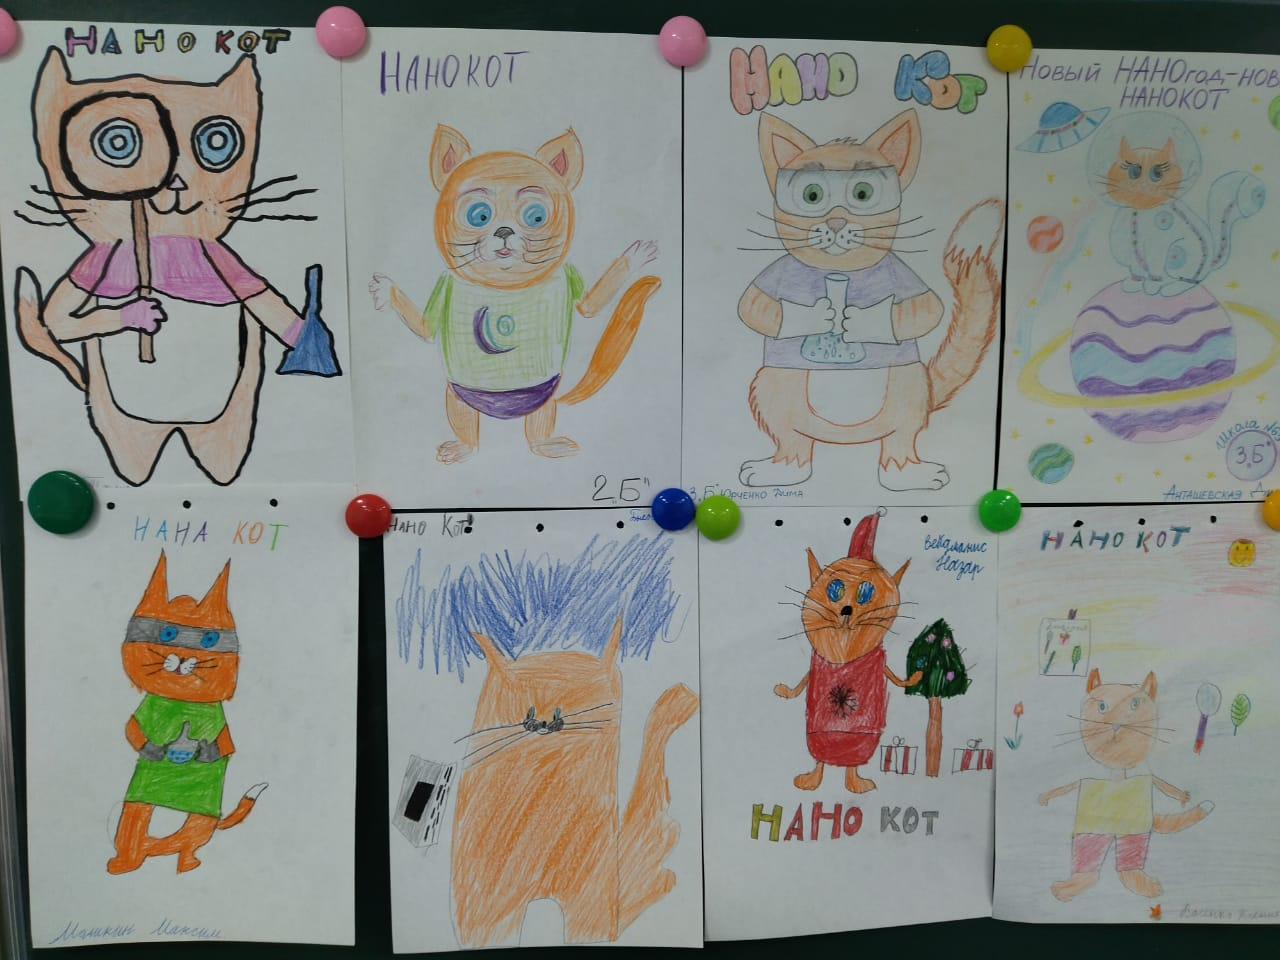 НАНО КОТ
НАНОКОТ
2„Б"
НАНО КОТ
3„Б" Юрченко Дима
Новый НАНОгод-нов
НАНОКОТ
Школа №
3„Б"
Анташевская
НАНА КОТ
Машкин Максим
Нано Кот
Вейдманис
Назар
НАНО КОТ
НАНО КОТ